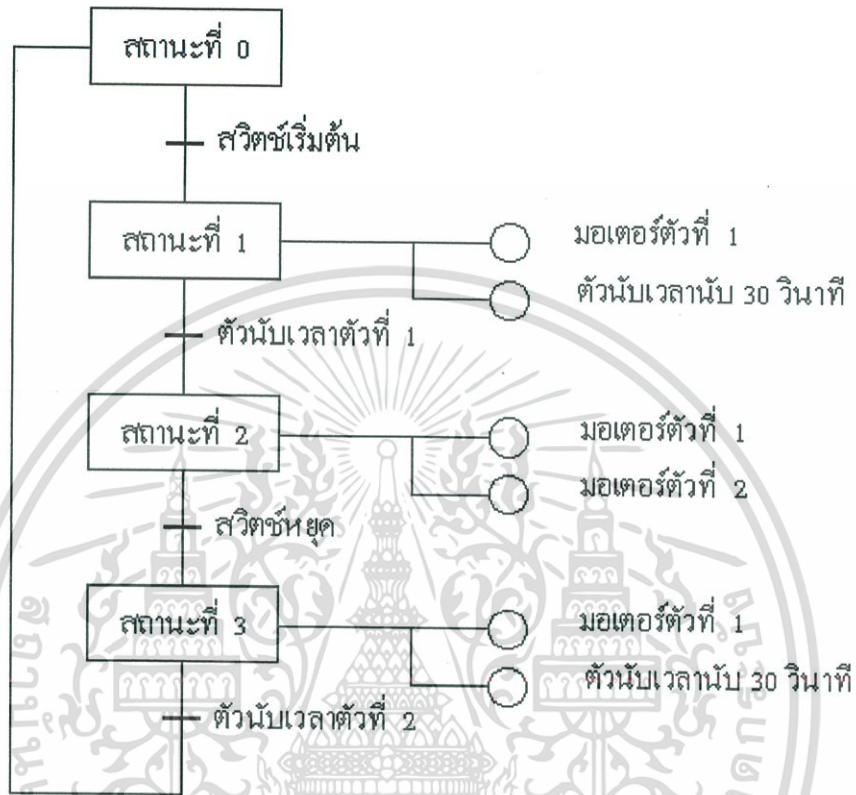 สถานะที่ 0
สวิตช์เริ่มต้น
สถานะที่ 1
มอเตอร์ตัวที่ 1
ตัวนับเวลานับ 30 วินาที
ตัวนับเวลาตัวที่ 1
สถานะที่ 2
มอเตอร์ตัวที่ 1
มอเตอร์ตัวที่ 2
สวิตช์หยุด
สถานะที่ 3
มอเตอร์ตัวที่ 1
ตัวนับเวลานับ 30 วินาที
ตัวนับเวลาตัวที่ 2